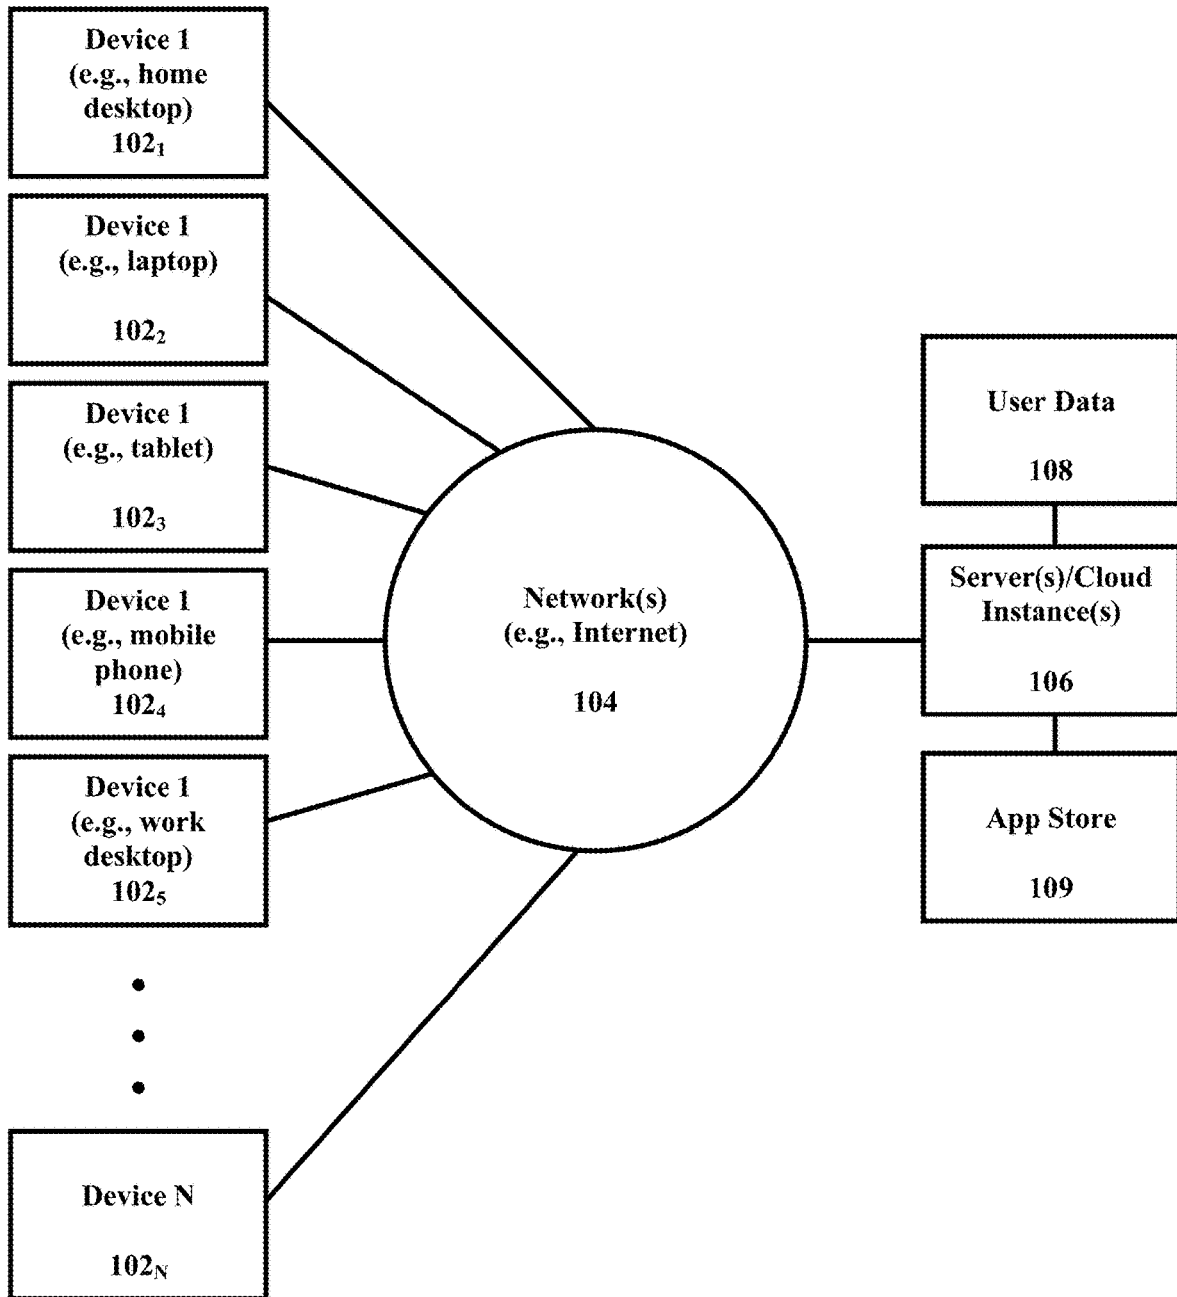 Device 1
(e.g., home
desktop)
102₁
Device 1
(e.g., laptop)
102₂
Device 1
(e.g., tablet)
102₃
Device 1
(e.g., mobile
phone)
102₄
Device 1
(e.g., work
desktop)
102₅
Device N
102_N
Network(s)
(e.g., Internet)
104
User Data
108
Server(s)/Cloud
Instance(s)
106
App Store
109